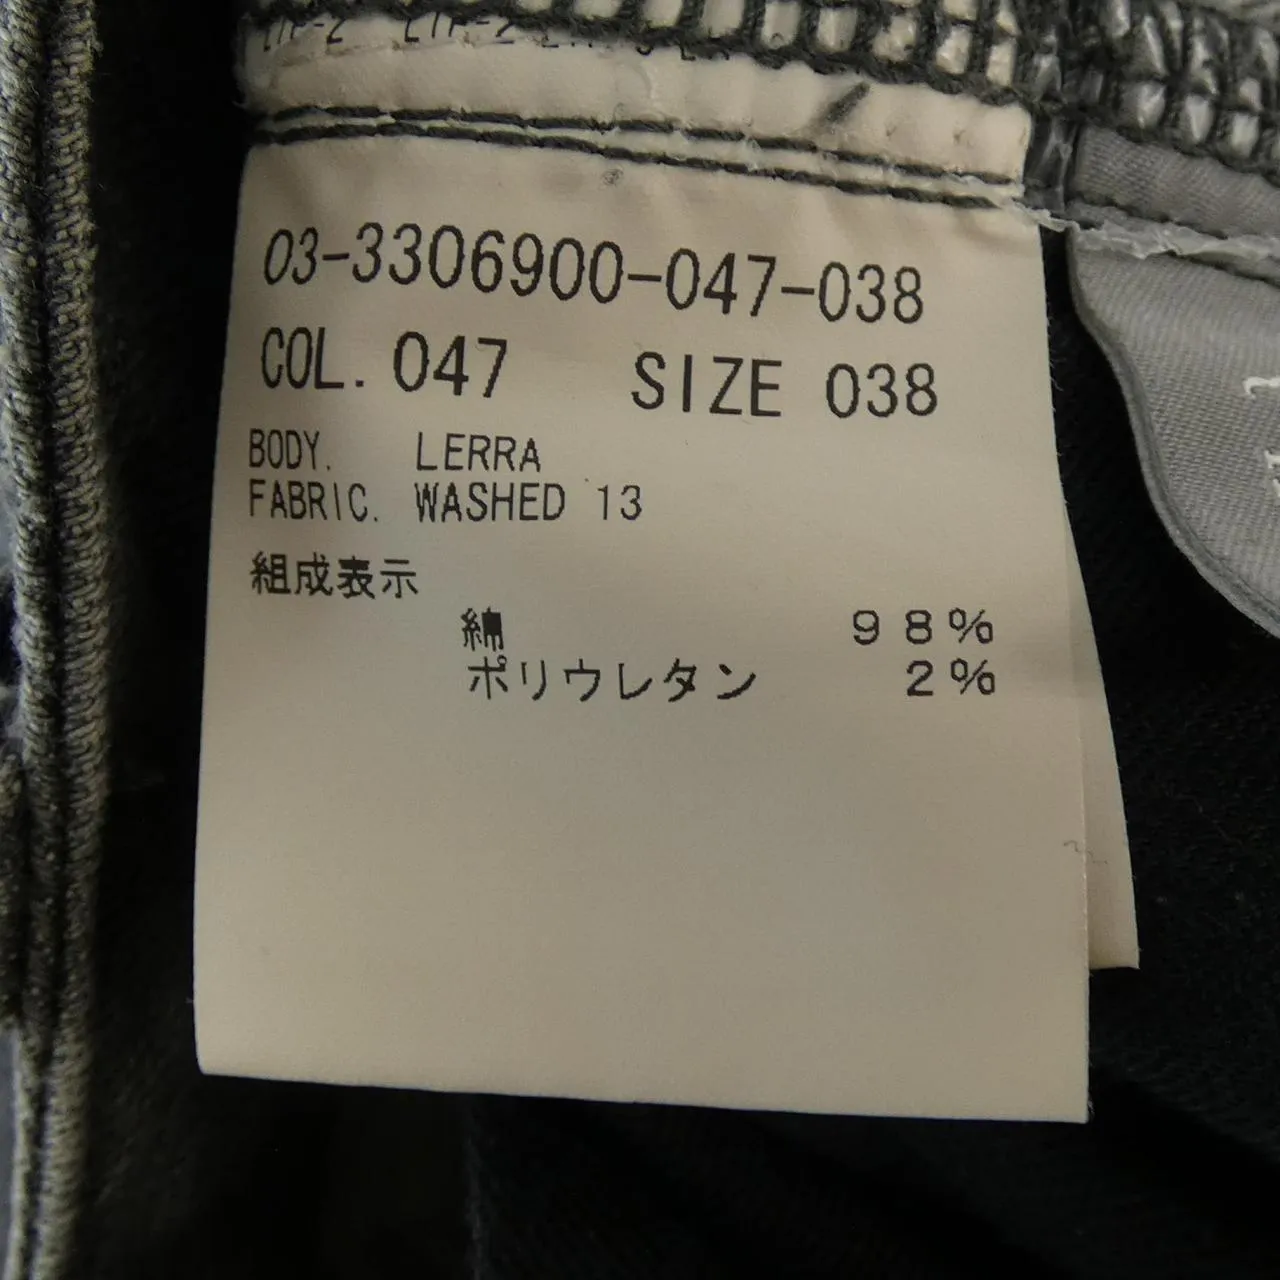 03-3306900-047-038
COL. 047 SIZE 038
BODY. LERRA
FABRIC. WASHED 13
組成表示
綿 98%
ポリウレタン 2%